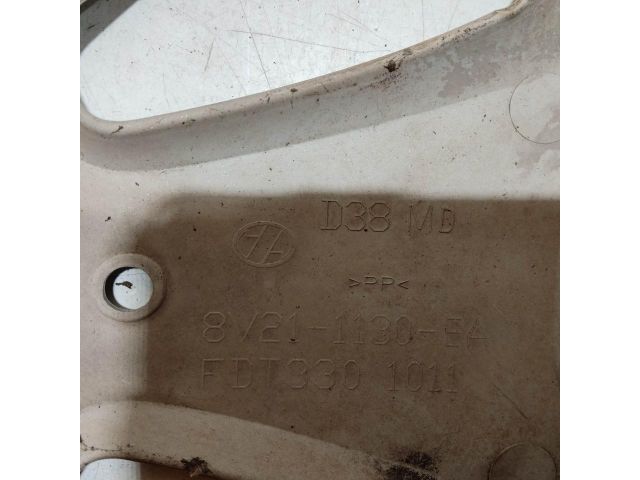 D38 MD
>PP<
8V21-1130-EA
FDT330 1011